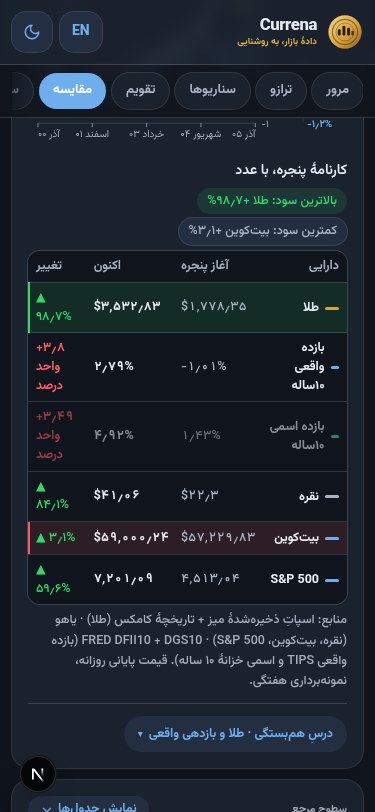 Currena
دادهٔ بازار، به روشنایی
EN
مرور
ترازو
سناریوها
تقویم
مقایسه
-۱٫۲%
-۱
آذر ۰۰
اسفند ۰۱
خرداد ۰۳
شهریور ۰۴
آذر ۰۵
کارنامهٔ پنجره، با عدد
بالاترین سود: طلا +۹۸٫۷%
کمترین سود: بیت‌کوین +۳٫۱%
دارایی آغاز پنجره اکنون تغییر
طلا $۱,۷۷۸٫۳۵ $۳,۵۳۲٫۸۳ ▲ ۹۸٫۷%
بازده واقعی ۱۰ساله -۱٫۰۱% ۲٫۷۹% +۳٫۸ واحد درصد
بازده اسمی ۱۰ساله ۱٫۴۳% ۴٫۹۲% +۳٫۴۹ واحد درصد
نقره $۲۲٫۳ $۴۱٫۰۶ ▲ ۸۴٫۱%
بیت‌کوین $۵۷,۲۲۹٫۸۳ $۵۹,۰۰۰٫۲۴ ▲ ۳٫۱%
S&P 500 ۴,۵۱۳٫۰۴ ۷,۲۰۱٫۰۹ ▲ ۵۹٫۶%
منابع: اسپاتِ ذخیره‌شدهٔ میز + تاریخچهٔ کامکس (طلا) · یاهو
(نقره، بیت‌کوین، S&P 500) · FRED DFII10 + DGS10 (بازده
واقعی TIPS و اسمی خزانهٔ ۱۰ ساله). قیمت پایانی روزانه،
نمونه‌برداری هفتگی.
درسِ هم‌بستگی · طلا و بازدهی واقعی ▾
N
سطوح مرجع
نمایش جدول‌ها